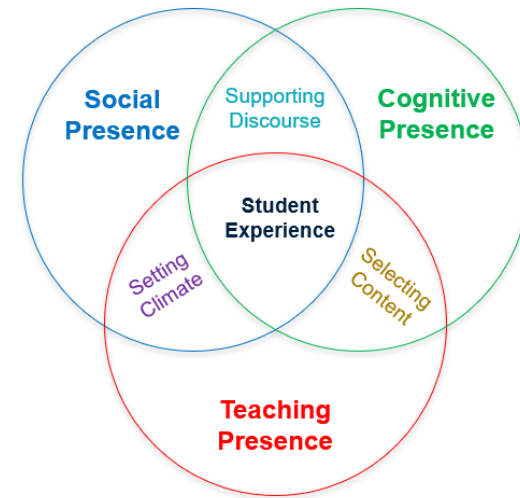 Social
Presence
Supporting
Discourse
Cognitive
Presence
Student
Experience
Setting
Climate
Selecting
Content
Teaching
Presence